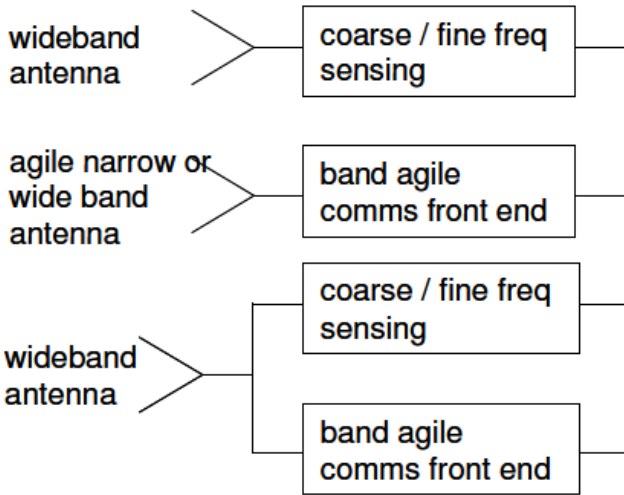 wideband
antenna
coarse / fine freq
sensing
agile narrow or
wide band
antenna
band agile
comms front end
coarse / fine freq
sensing
wideband
antenna
band agile
comms front end